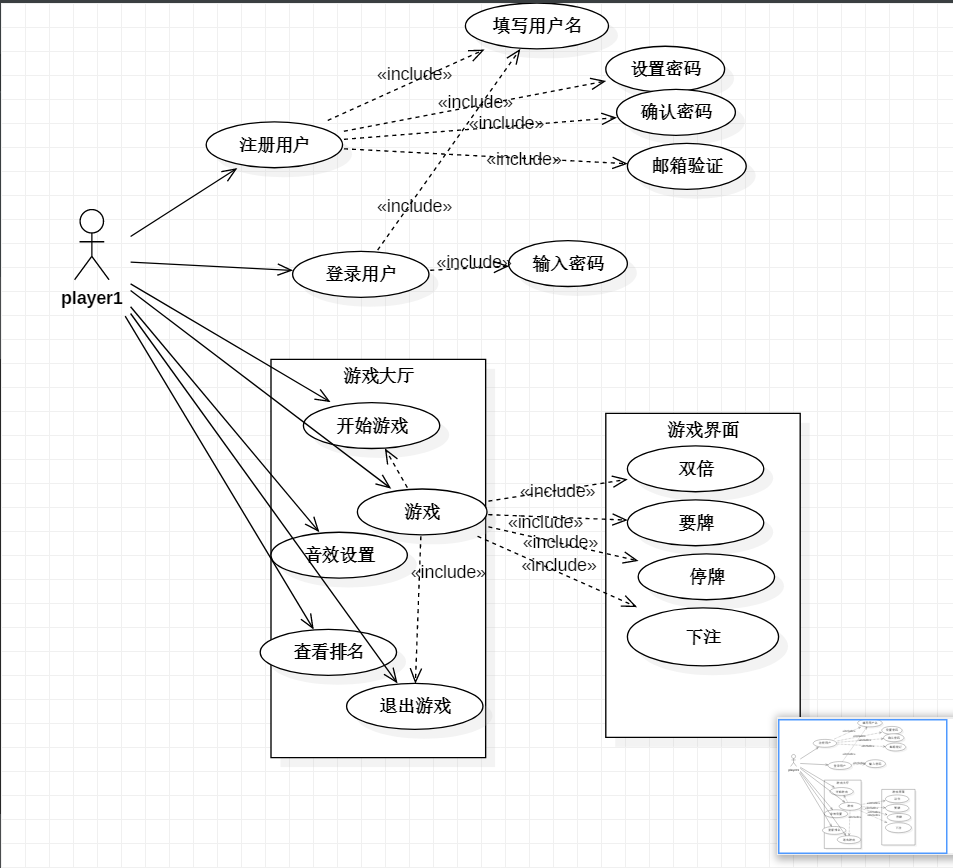 填写用户名
«include»
设置密码
«include»
确认密码
«include»
注册用户
«include»
邮箱验证
«include»
登录用户
«include»
输入密码
player1
游戏大厅
开始游戏
游戏界面
双倍
«include»
游戏
«include»
要牌
«include»
音效设置
«include»
«include»
停牌
下注
查看排名
退出游戏